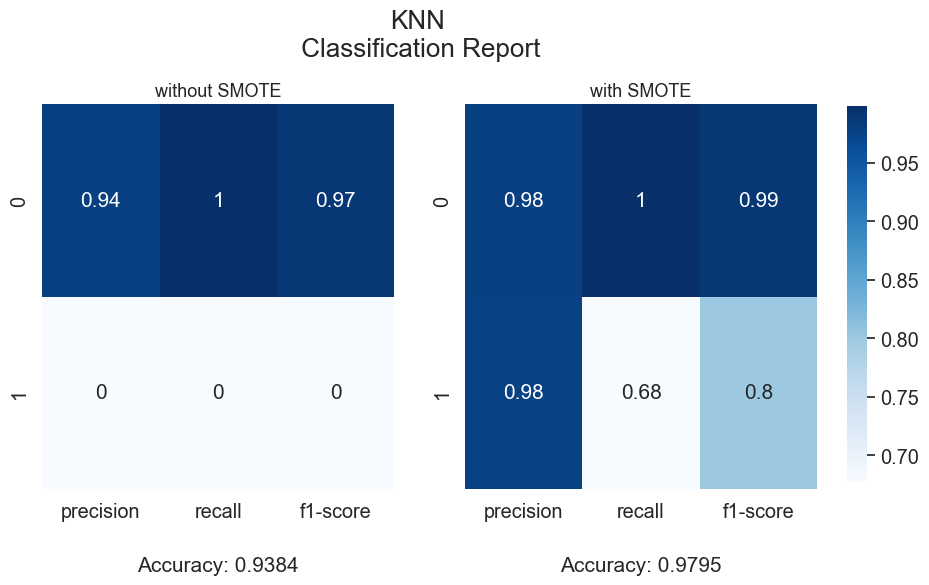 KNN
Classification Report
without SMOTE
with SMOTE
0
0.94
1
0.97
1
0
0
0
precision
recall
f1-score
Accuracy: 0.9384
0
0.98
1
0.99
1
0.98
0.68
0.8
precision
recall
f1-score
Accuracy: 0.9795
0.95
0.90
0.85
0.80
0.75
0.70